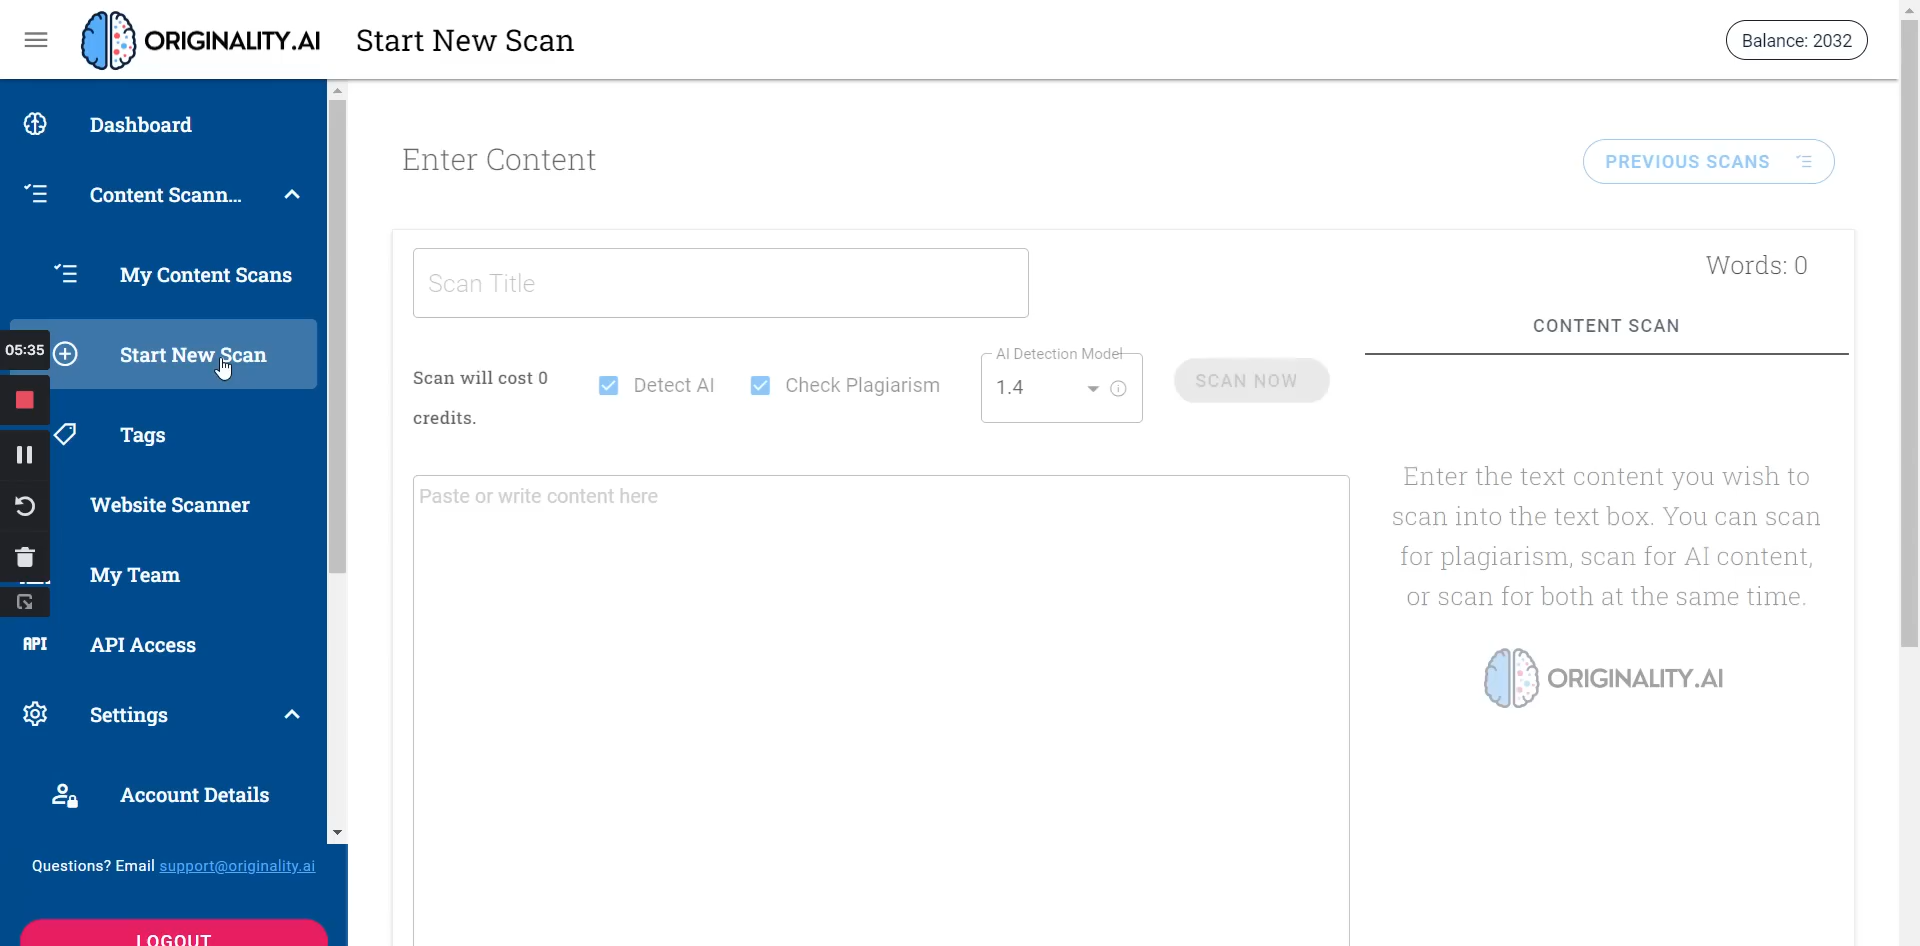 ORIGINALITY.AI
Start New Scan
Balance: 2032
Dashboard
Content Scann...
My Content Scans
Start New Scan
05:35
Tags
Website Scanner
My Team
API API Access
Settings
Account Details
Questions? Email support@originality.ai
LOGOUT
Enter Content
PREVIOUS SCANS
Scan Title
Words: 0
CONTENT SCAN
Scan will cost 0
credits.
Detect AI
Check Plagiarism
AI Detection Model
1.4
SCAN NOW
Paste or write content here
Enter the text content you wish to
scan into the text box. You can scan
for plagiarism, scan for AI content,
or scan for both at the same time.
ORIGINALITY.AI